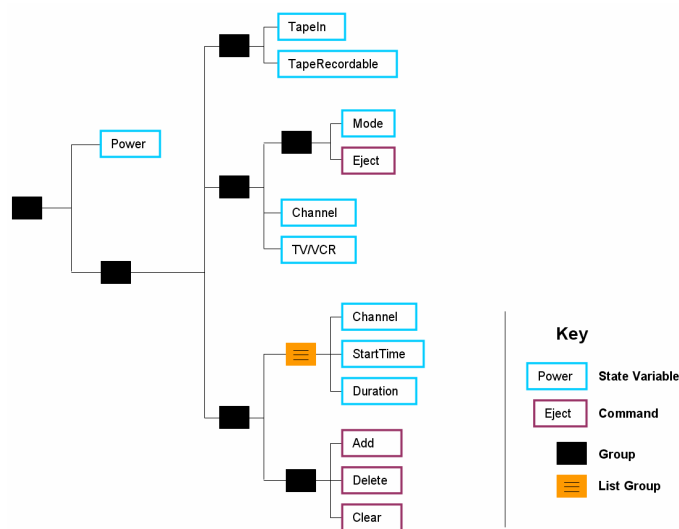 TapeIn
TapeRecordable
Power
Mode
Eject
Channel
TV/VCR
Channel
StartTime
Duration
Add
Delete
Clear
Key
Power State Variable
Eject Command
Group
List Group